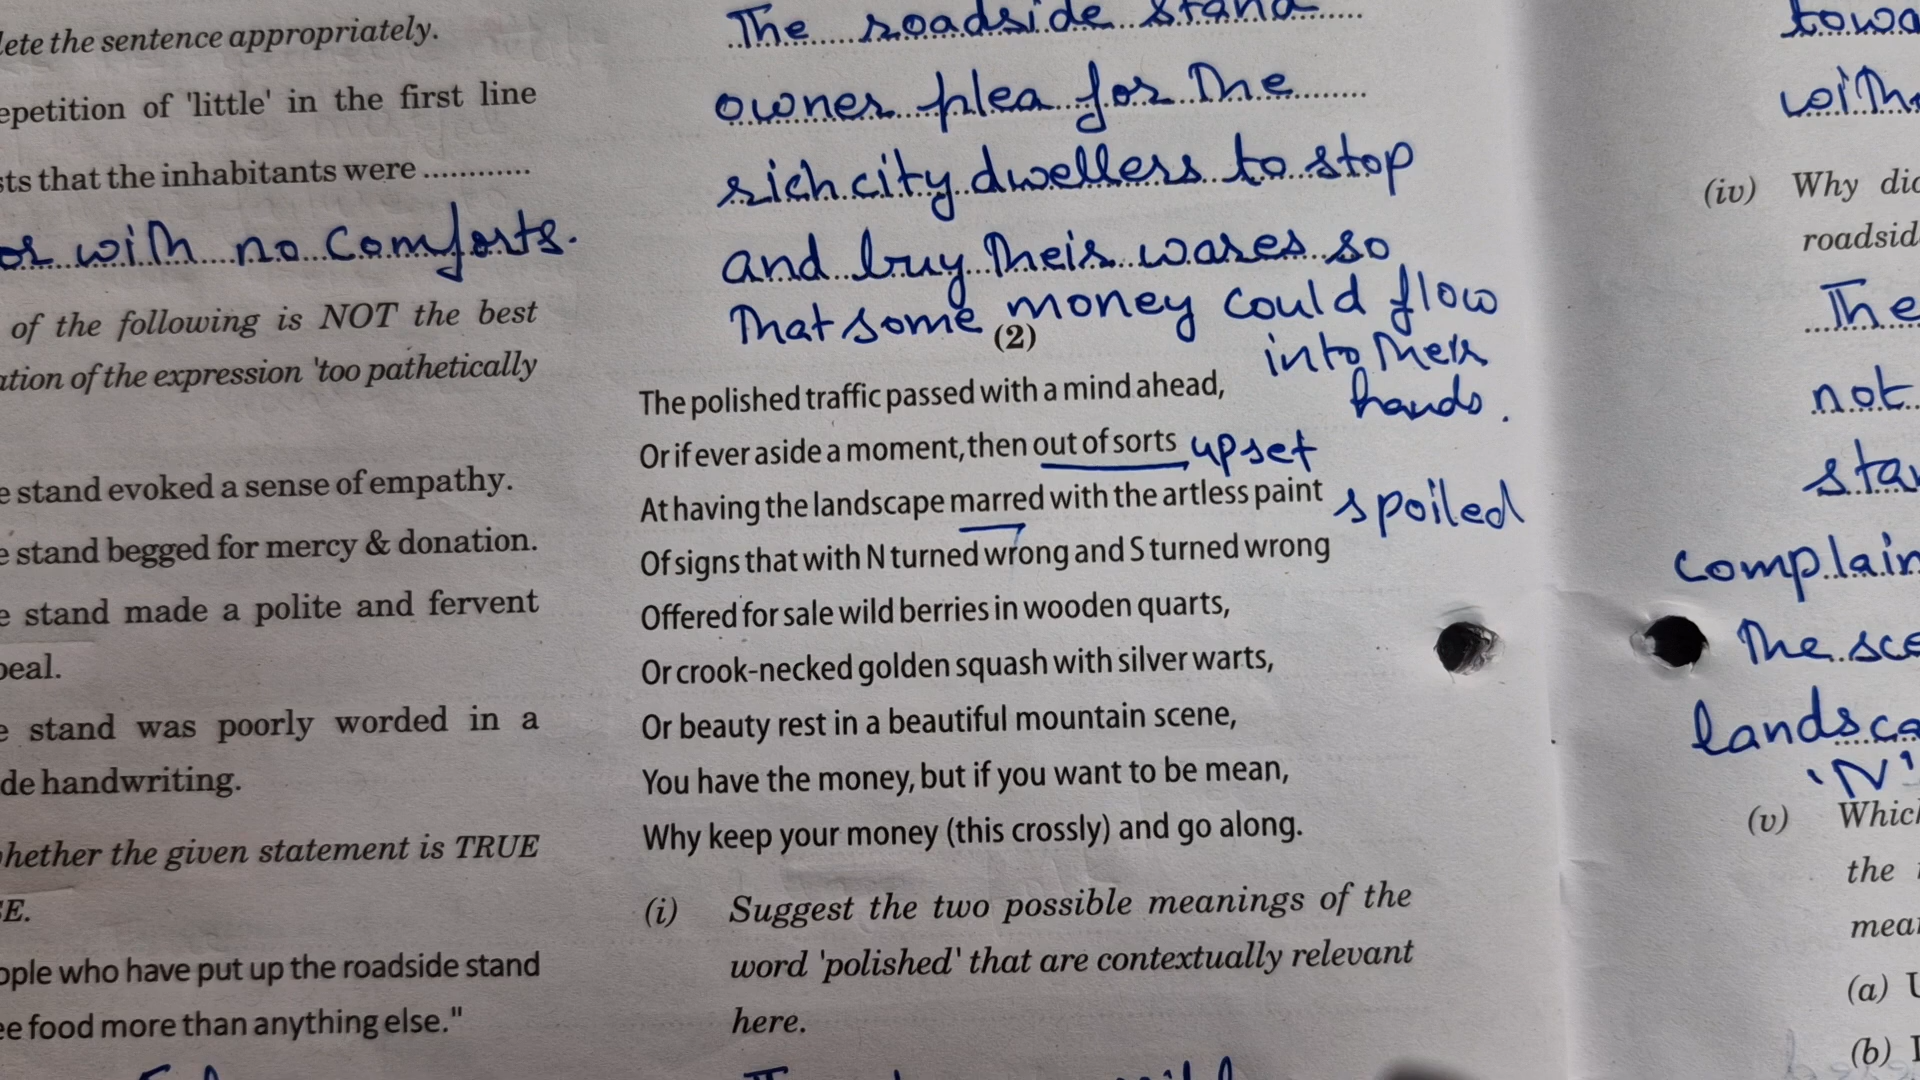 lete the sentence appropriately.
epetition of 'little' in the first line
sts that the inhabitants were ............
or with no comforts.
of the following is NOT the best
ation of the expression 'too pathetically
e stand evoked a sense of empathy.
e stand begged for mercy & donation.
e stand made a polite and fervent
peal.
e stand was poorly worded in a
de handwriting.
whether the given statement is TRUE
SE.
ople who have put up the roadside stand
ee food more than anything else."
The roadside stand
owner plea for the
rich city dwellers to stop
and buy their wares so
that some money could flow
into their
hands.
(2)
The polished traffic passed with a mind ahead,
Or if ever aside a moment, then out of sorts upset
At having the landscape marred with the artless paint spoiled
Of signs that with N turned wrong and S turned wrong
Offered for sale wild berries in wooden quarts,
Or crook-necked golden squash with silver warts,
Or beauty rest in a beautiful mountain scene,
You have the money, but if you want to be mean,
Why keep your money (this crossly) and go along.
(i) Suggest the two possible meanings of the
word 'polished' that are contextually relevant
here.
towa
with
(iv) Why did
roadsid
The
not
sta
complain
the sce
landsca
'N'
(v) Which
the
mean
(a)
(b)